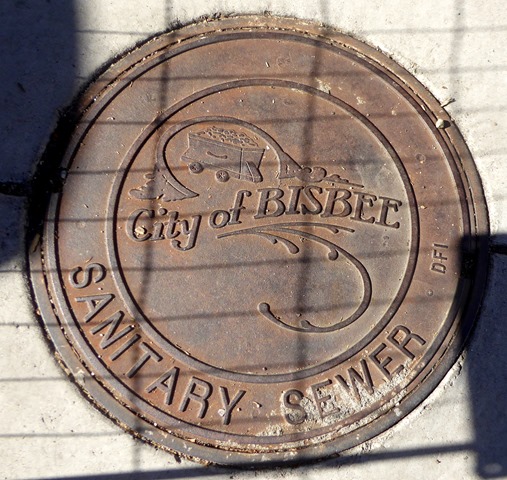 City of BISBEE
DFI
SANITARY SEWER